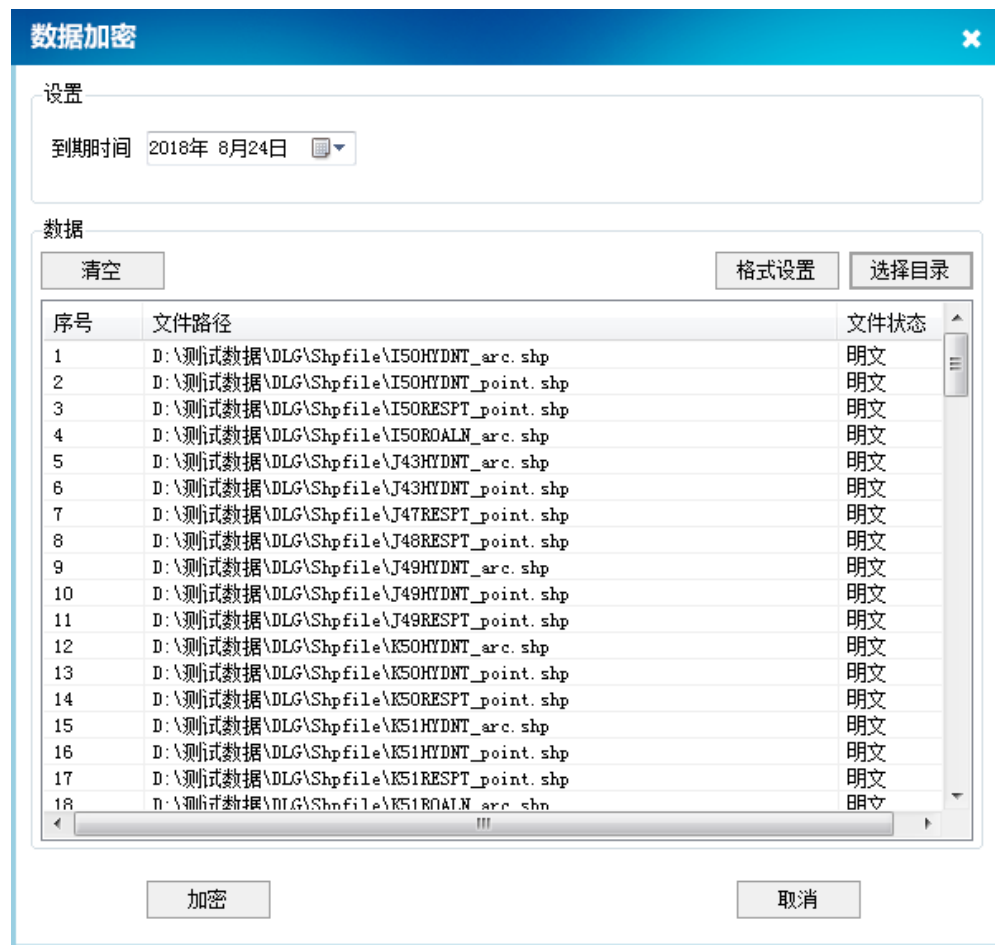 数据加密
设置
到期时间 2018年 8月24日
数据
清空 格式设置 选择目录
序号 文件路径 文件状态
1 D:\测试数据\DLG\Shpfile\I50HYDNT_arc.shp 明文
2 D:\测试数据\DLG\Shpfile\I50HYDNT_point.shp 明文
3 D:\测试数据\DLG\Shpfile\I50RESPT_point.shp 明文
4 D:\测试数据\DLG\Shpfile\I50ROALN_arc.shp 明文
5 D:\测试数据\DLG\Shpfile\J43HYDNT_arc.shp 明文
6 D:\测试数据\DLG\Shpfile\J43HYDNT_point.shp 明文
7 D:\测试数据\DLG\Shpfile\J47RESPT_point.shp 明文
8 D:\测试数据\DLG\Shpfile\J48RESPT_point.shp 明文
9 D:\测试数据\DLG\Shpfile\J49HYDNT_arc.shp 明文
10 D:\测试数据\DLG\Shpfile\J49HYDNT_point.shp 明文
11 D:\测试数据\DLG\Shpfile\J49RESPT_point.shp 明文
12 D:\测试数据\DLG\Shpfile\K50HYDNT_arc.shp 明文
13 D:\测试数据\DLG\Shpfile\K50HYDNT_point.shp 明文
14 D:\测试数据\DLG\Shpfile\K50RESPT_point.shp 明文
15 D:\测试数据\DLG\Shpfile\K51HYDNT_arc.shp 明文
16 D:\测试数据\DLG\Shpfile\K51HYDNT_point.shp 明文
17 D:\测试数据\DLG\Shpfile\K51RESPT_point.shp 明文
18 D:\测试数据\DLG\Shpfile\K51ROALN_arc.shp 明文
加密 取消